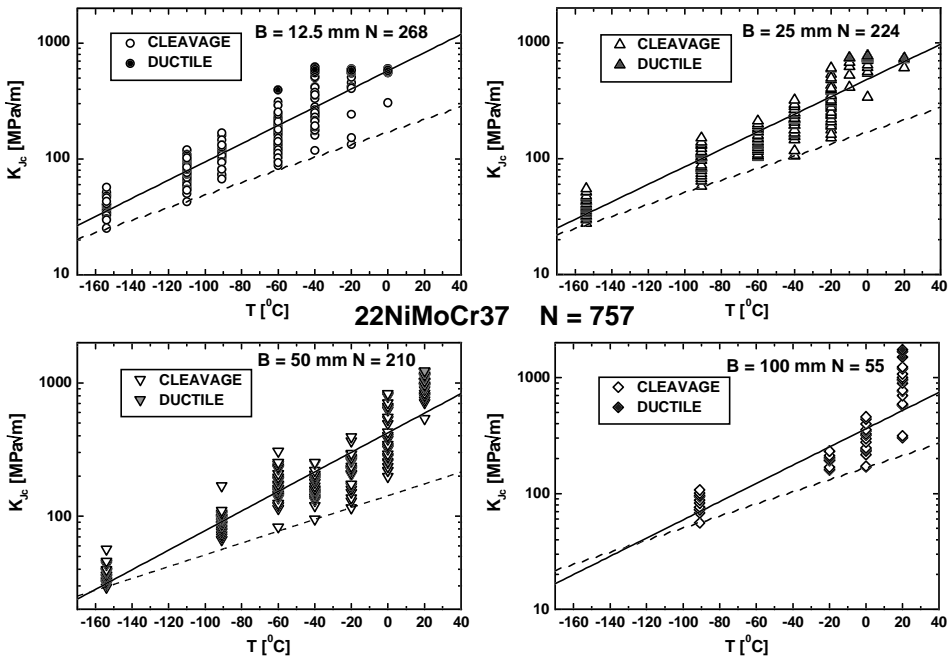 B = 12.5 mm N = 268
CLEAVAGE
DUCTILE
K_Jc [MPa√m]
1000
100
10
-160 -140 -120 -100 -80 -60 -40 -20 0 20 40
T [⁰C]
B = 25 mm N = 224
CLEAVAGE
DUCTILE
K_Jc [MPa√m]
1000
100
10
-160 -140 -120 -100 -80 -60 -40 -20 0 20 40
T [⁰C]
22NiMoCr37 N = 757
B = 50 mm N = 210
CLEAVAGE
DUCTILE
K_Jc [MPa√m]
1000
100
-160 -140 -120 -100 -80 -60 -40 -20 0 20 40
T [⁰C]
B = 100 mm N = 55
CLEAVAGE
DUCTILE
K_Jc [MPa√m]
1000
100
10
-160 -140 -120 -100 -80 -60 -40 -20 0 20 40
T [⁰C]